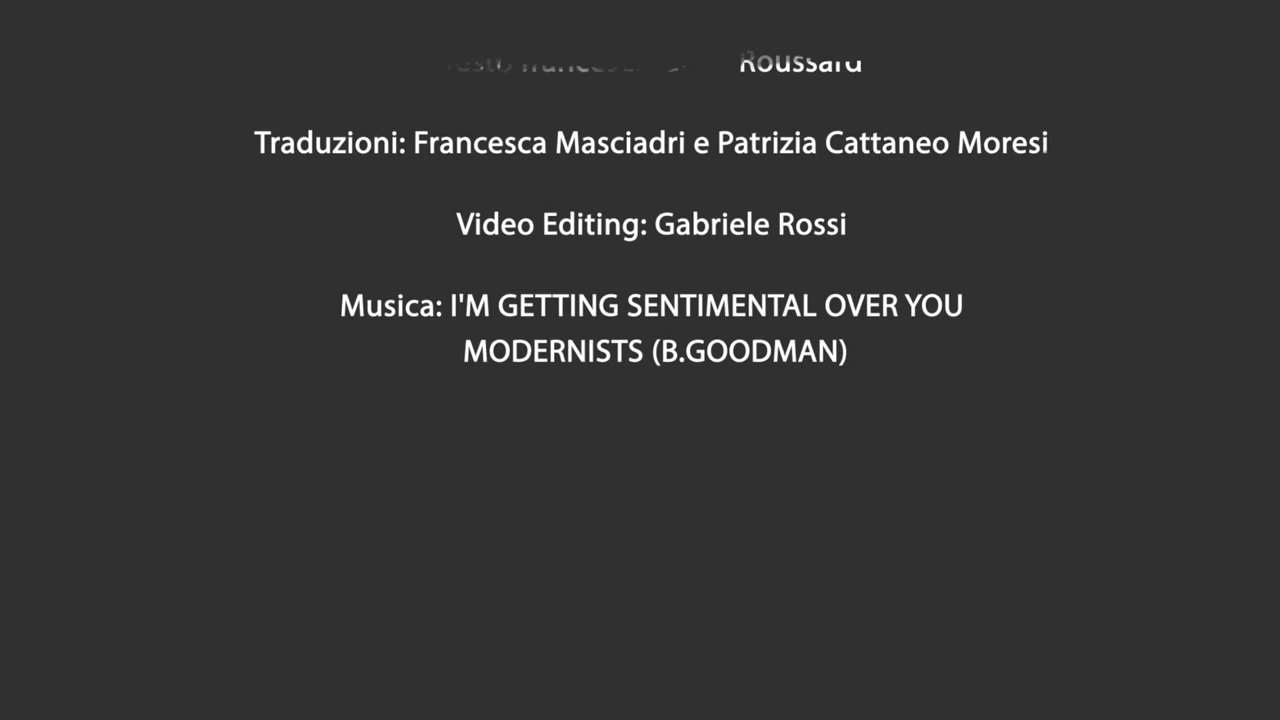 Roussard
Traduzioni: Francesca Masciadri e Patrizia Cattaneo Moresi
Video Editing: Gabriele Rossi
Musica: I'M GETTING SENTIMENTAL OVER YOU
MODERNISTS (B.GOODMAN)